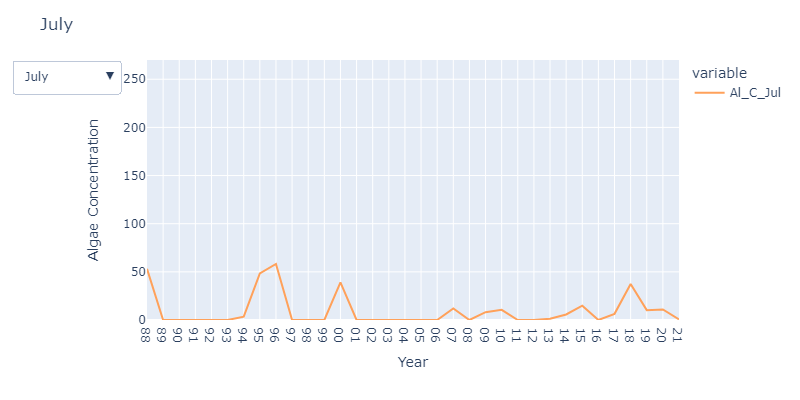 July
July ▼
variable
Al_C_Jul
Algae Concentration
250
200
150
100
50
0
88 89 90 91 92 93 94 95 96 97 98 99 00 01 02 03 04 05 06 07 08 09 10 11 12 13 14 15 16 17 18 19 20 21
Year